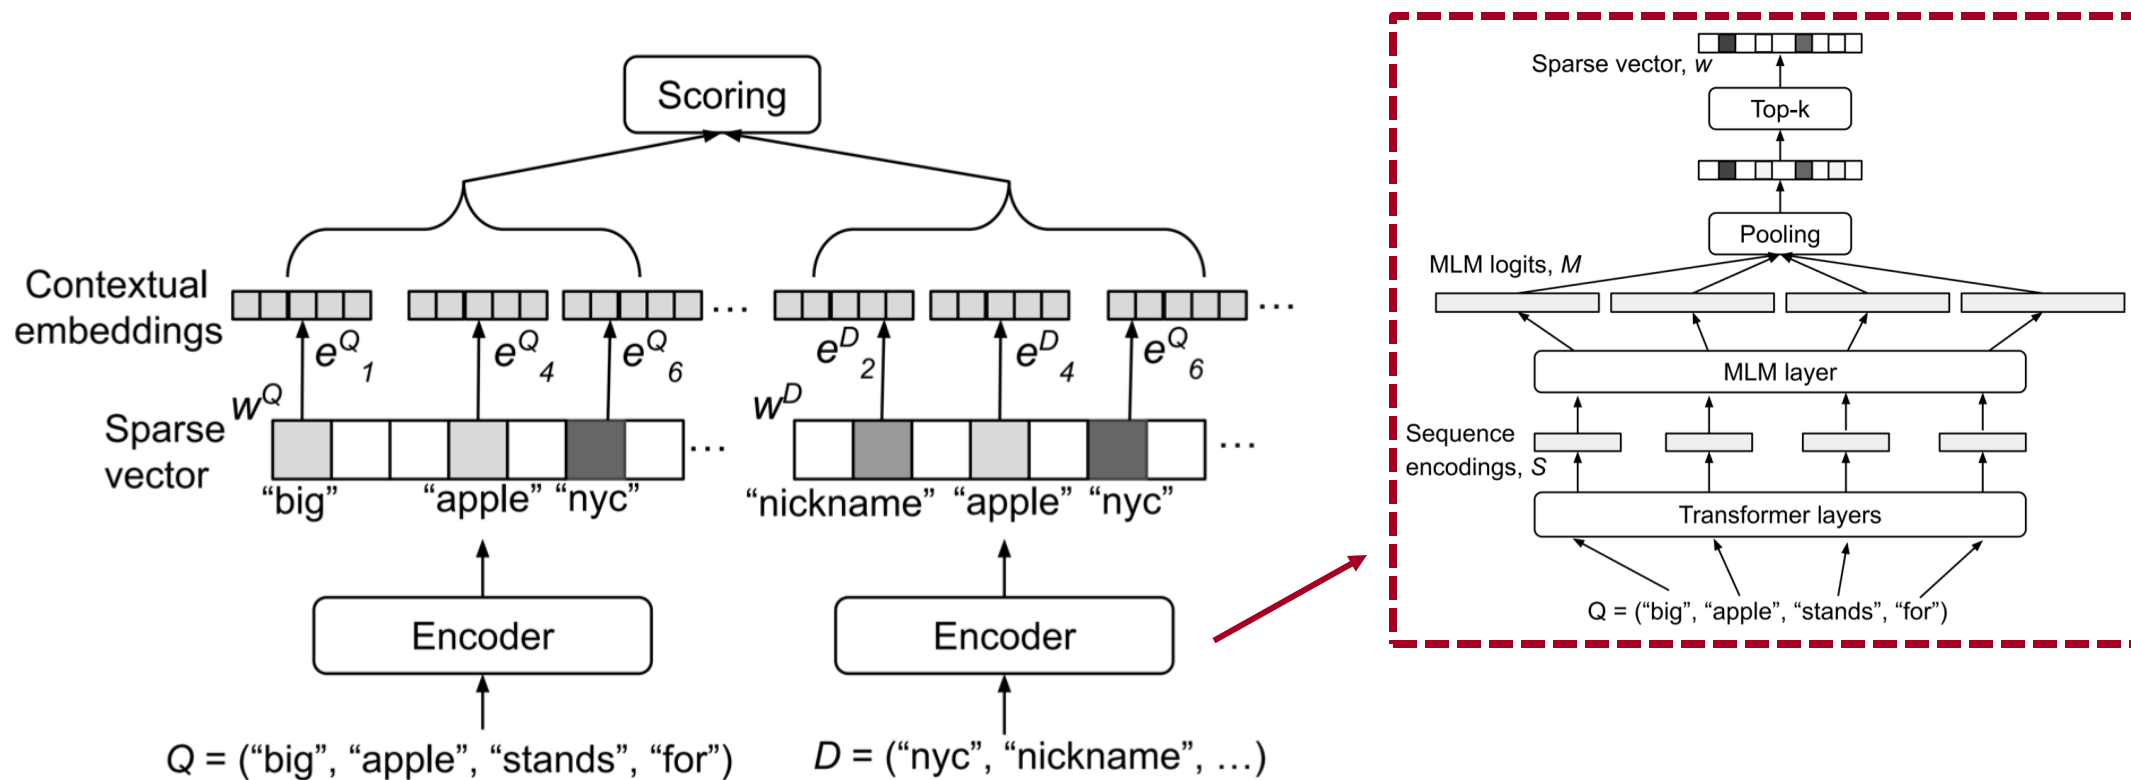 Scoring
Contextual
embeddings
... ...
e^Q_1 e^Q_4 e^Q_6 e^D_2 e^D_4 e^Q_6
w^Q w^D
Sparse
vector
... ...
“big” “apple” “nyc” “nickname” “apple” “nyc”
Encoder Encoder
Q = (“big”, “apple”, “stands”, “for”) D = (“nyc”, “nickname”, ...)
Sparse vector, w
Top-k
Pooling
MLM logits, M
MLM layer
Sequence
encodings, S
Transformer layers
Q = (“big”, “apple”, “stands”, “for”)